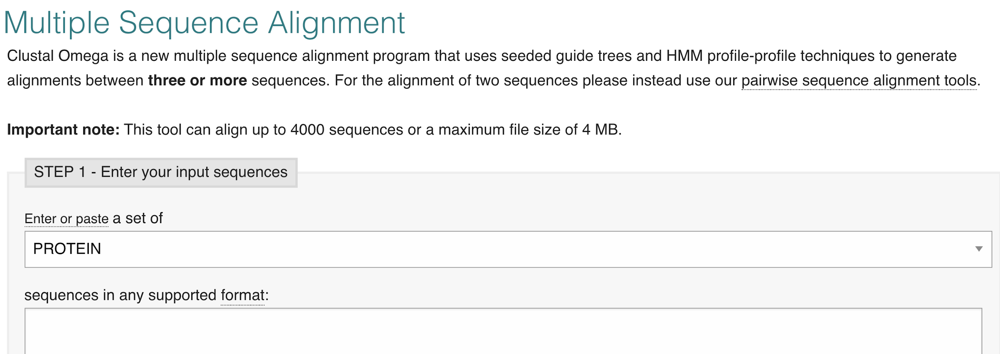 Multiple Sequence Alignment
Clustal Omega is a new multiple sequence alignment program that uses seeded guide trees and HMM profile-profile techniques to generate
alignments between three or more sequences. For the alignment of two sequences please instead use our pairwise sequence alignment tools.
Important note: This tool can align up to 4000 sequences or a maximum file size of 4 MB.
STEP 1 - Enter your input sequences
Enter or paste a set of
PROTEIN
sequences in any supported format: